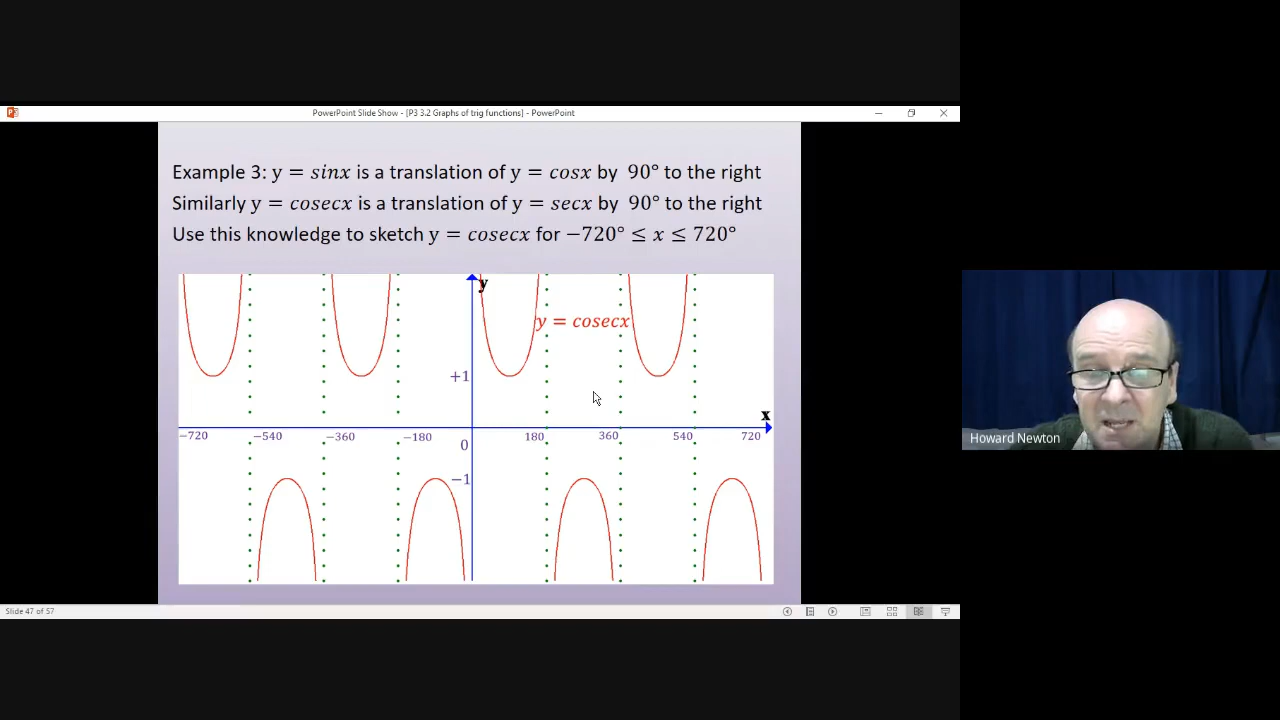 PowerPoint Slide Show - [P3 3.2 Graphs of trig functions] - PowerPoint
Example 3: y = sinx is a translation of y = cosx by 90° to the right
Similarly y = cosecx is a translation of y = secx by 90° to the right
Use this knowledge to sketch y = cosecx for −720° ≤ x ≤ 720°
y
y = cosecx
+1
x
−720 −540 −360 −180 0 180 360 540 720
−1
Howard Newton
Slide 47 of 57